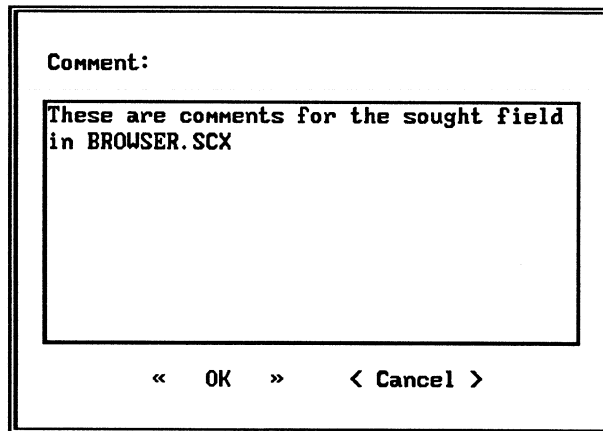 Comment:
These are comments for the sought field
in BROWSER.SCX
« OK » < Cancel >